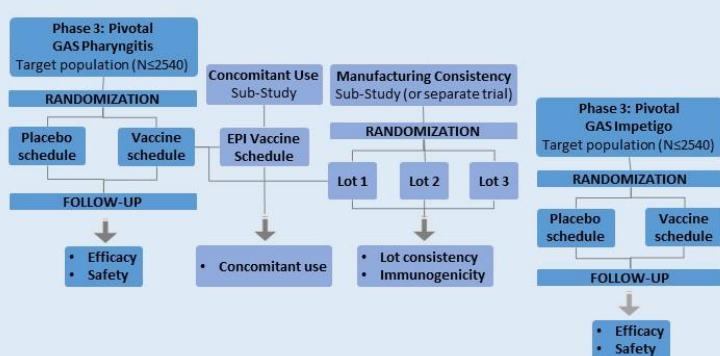 Phase 3: Pivotal
GAS Pharyngitis
Target population (N≤2540)
RANDOMIZATION
Placebo
schedule
Vaccine
schedule
FOLLOW-UP
• Efficacy
• Safety
Concomitant Use
Sub-Study
EPI Vaccine
Schedule
• Concomitant use
Manufacturing Consistency
Sub-Study (or separate trial)
RANDOMIZATION
Lot 1
Lot 2
Lot 3
• Lot consistency
• Immunogenicity
Phase 3: Pivotal
GAS Impetigo
Target population (N≤2540)
RANDOMIZATION
Placebo
schedule
Vaccine
schedule
FOLLOW-UP
• Efficacy
• Safety